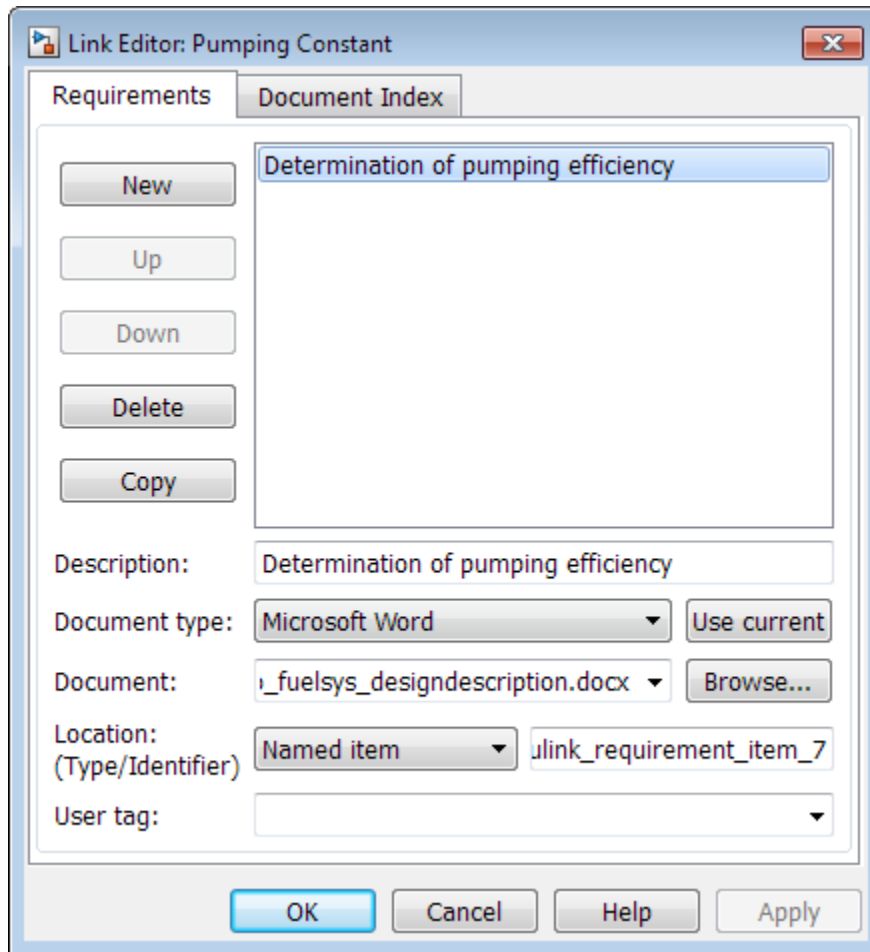 Link Editor: Pumping Constant
Requirements
Document Index
New
Up
Down
Delete
Copy
Determination of pumping efficiency
Description:
Determination of pumping efficiency
Document type:
Microsoft Word
Use current
Document:
_fuelsys_designdescription.docx
Browse...
Location:
(Type/Identifier)
Named item
ulink_requirement_item_7
User tag:
OK
Cancel
Help
Apply